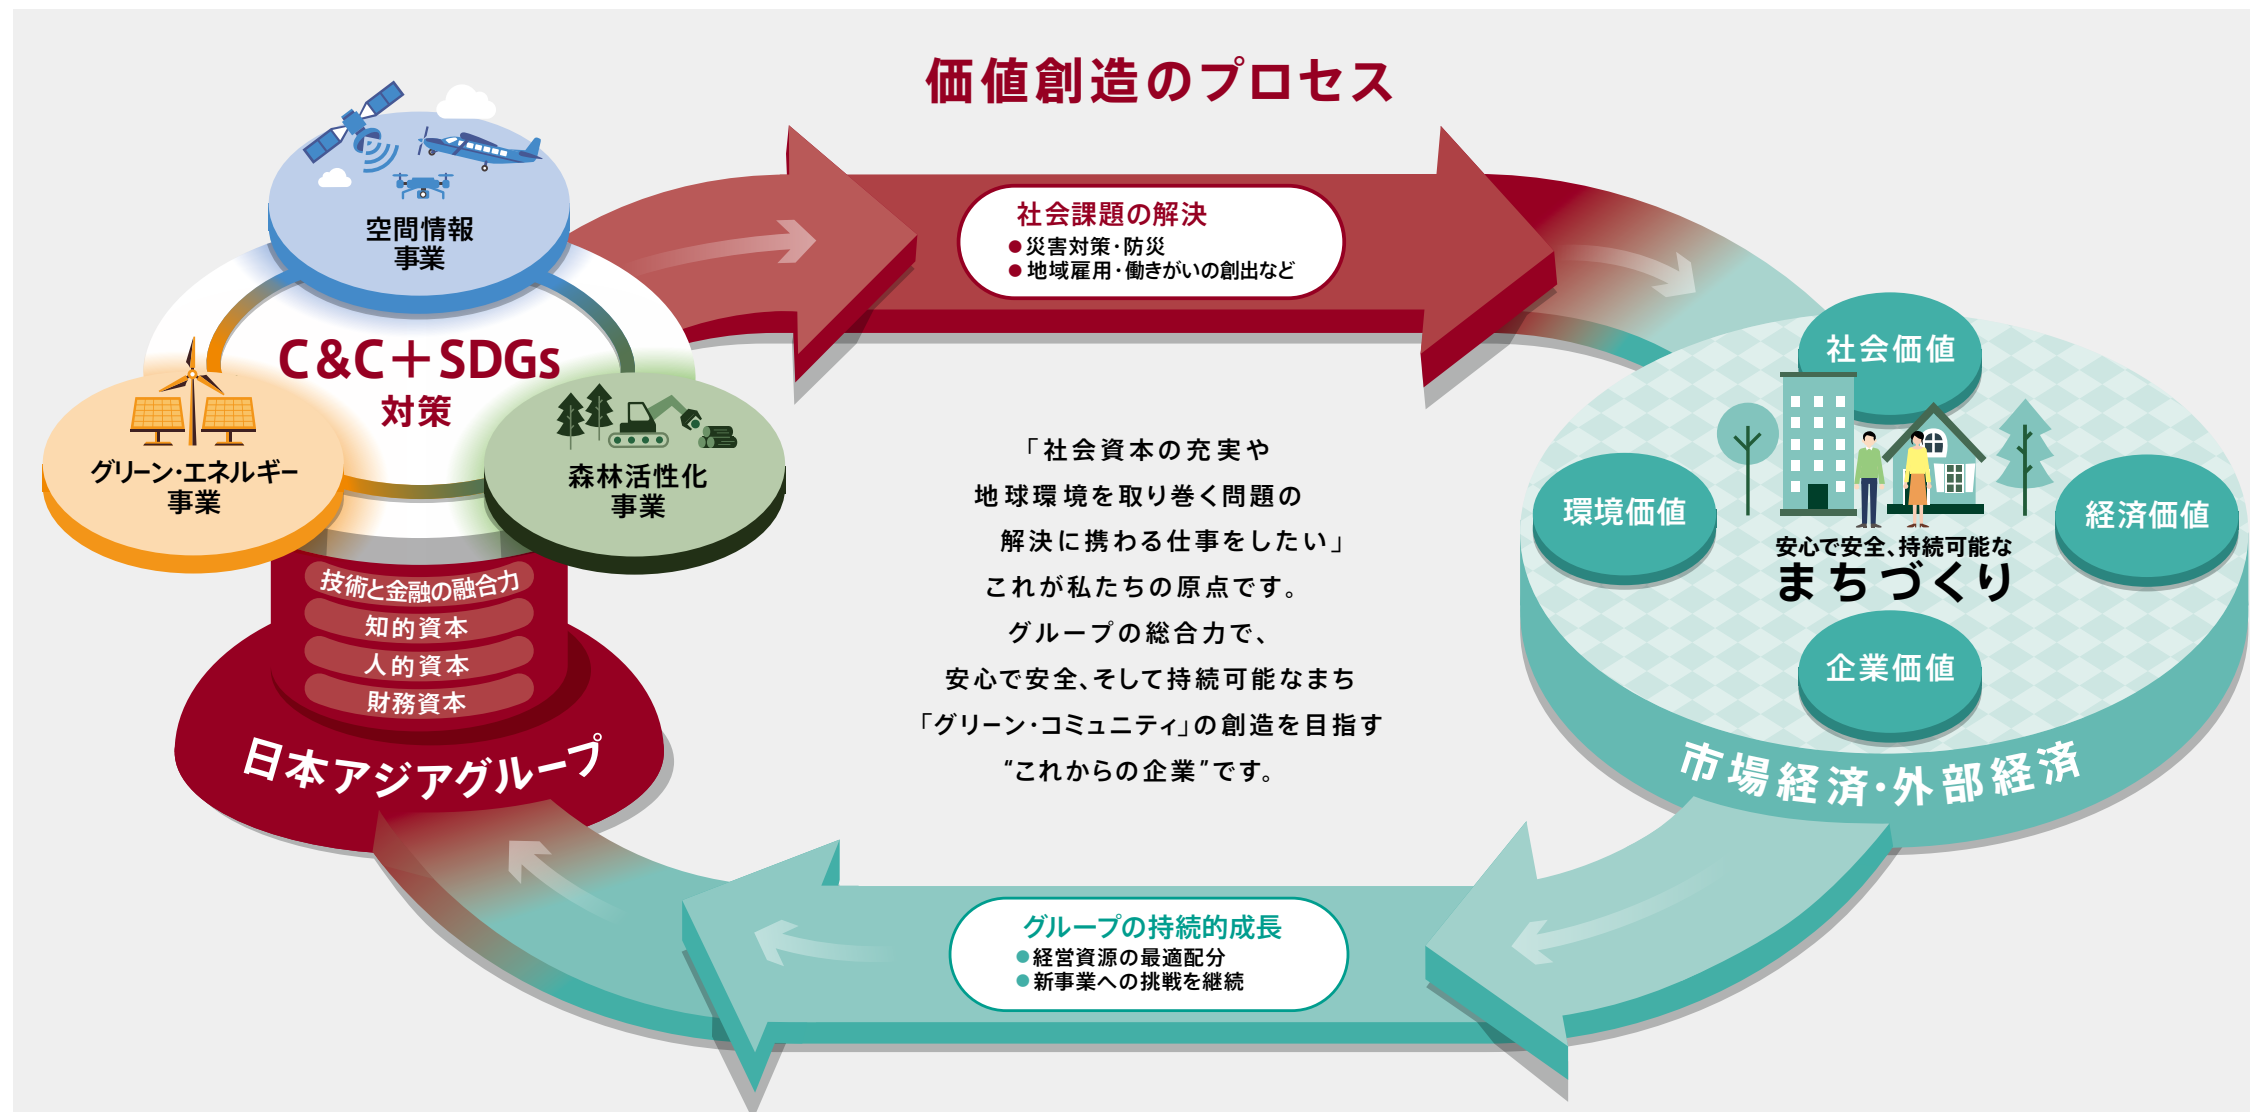 価値創造のプロセス
空間情報
事業
C&C＋SDGs
対策
グリーン・エネルギー
事業
森林活性化
事業
技術と金融の融合力
知的資本
人的資本
財務資本
日本アジアグループ
社会課題の解決
●災害対策・防災
●地域雇用・働きがいの創出など
「社会資本の充実や
地球環境を取り巻く問題の
解決に携わる仕事をしたい」
これが私たちの原点です。
グループの総合力で、
安心で安全、そして持続可能なまち
「グリーン・コミュニティ」の創造を目指す
“これからの企業”です。
社会価値
環境価値
経済価値
安心で安全、持続可能な
まちづくり
企業価値
市場経済・外部経済
グループの持続的成長
●経営資源の最適配分
●新事業への挑戦を継続